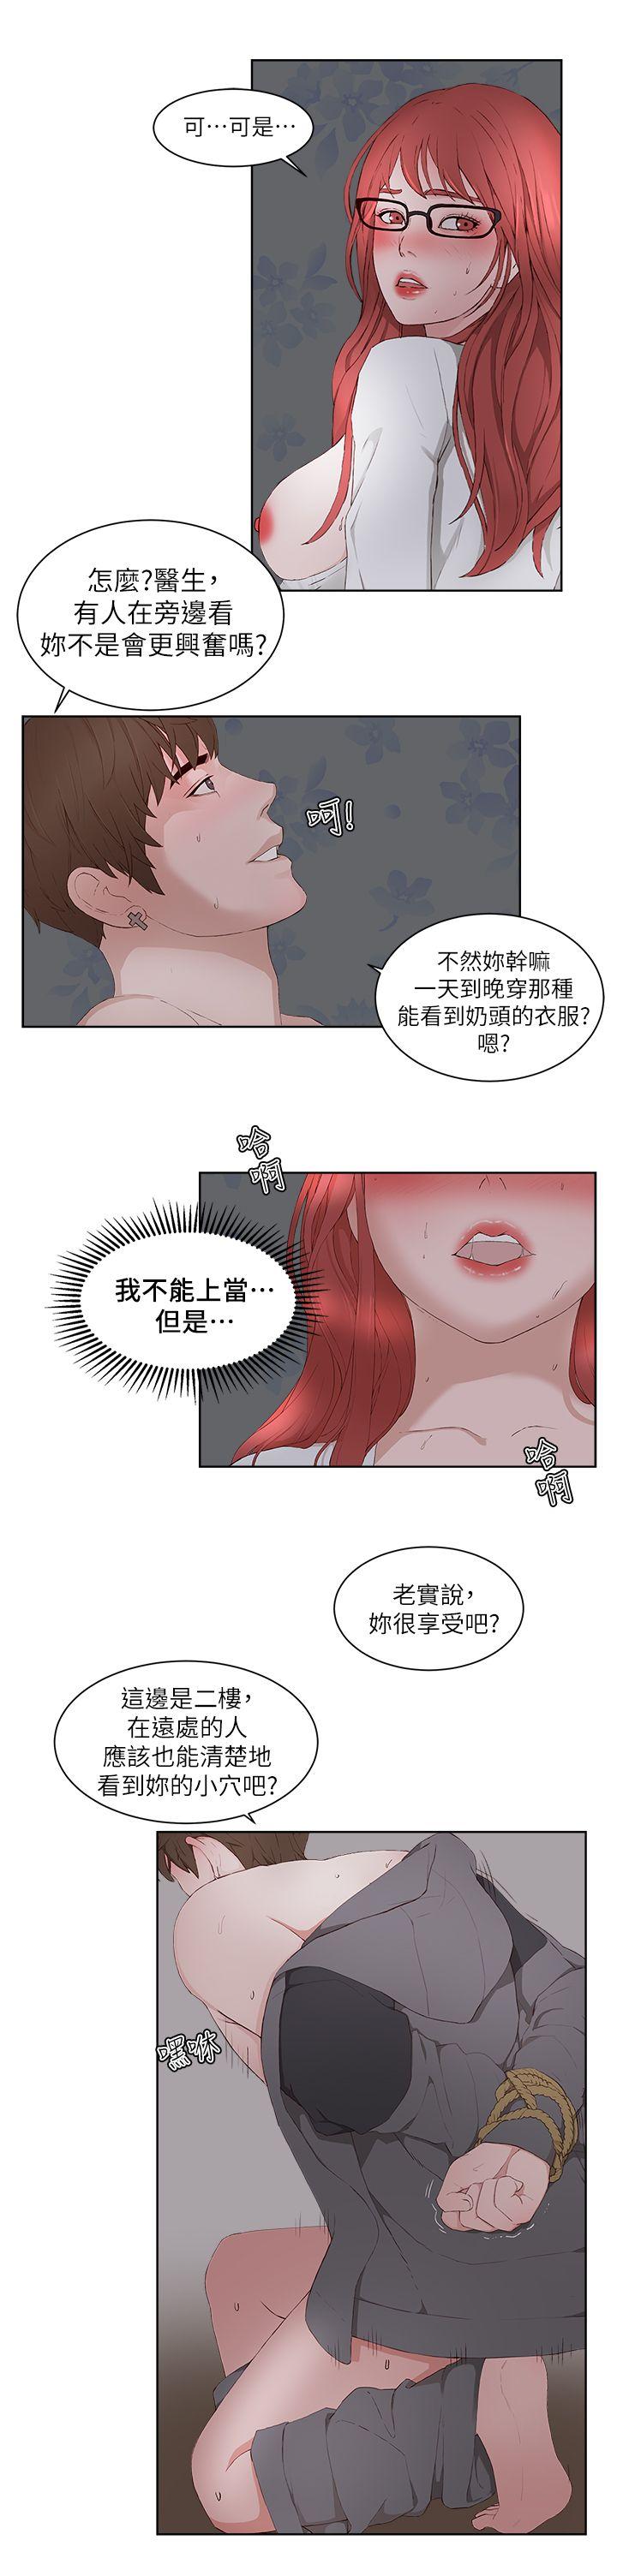 可⋯可是⋯
怎麼?醫生，
有人在旁邊看
妳不是會更興奮嗎?
呵!
不然妳幹嘛
一天到晚穿那種
能看到奶頭的衣服?
嗯?
哈
啊
我不能上當⋯
但是⋯
哈
啊
老實說，
妳很享受吧?
這邊是二樓，
在遠處的人
應該也能清楚地
看到妳的小穴吧?
嘿咻